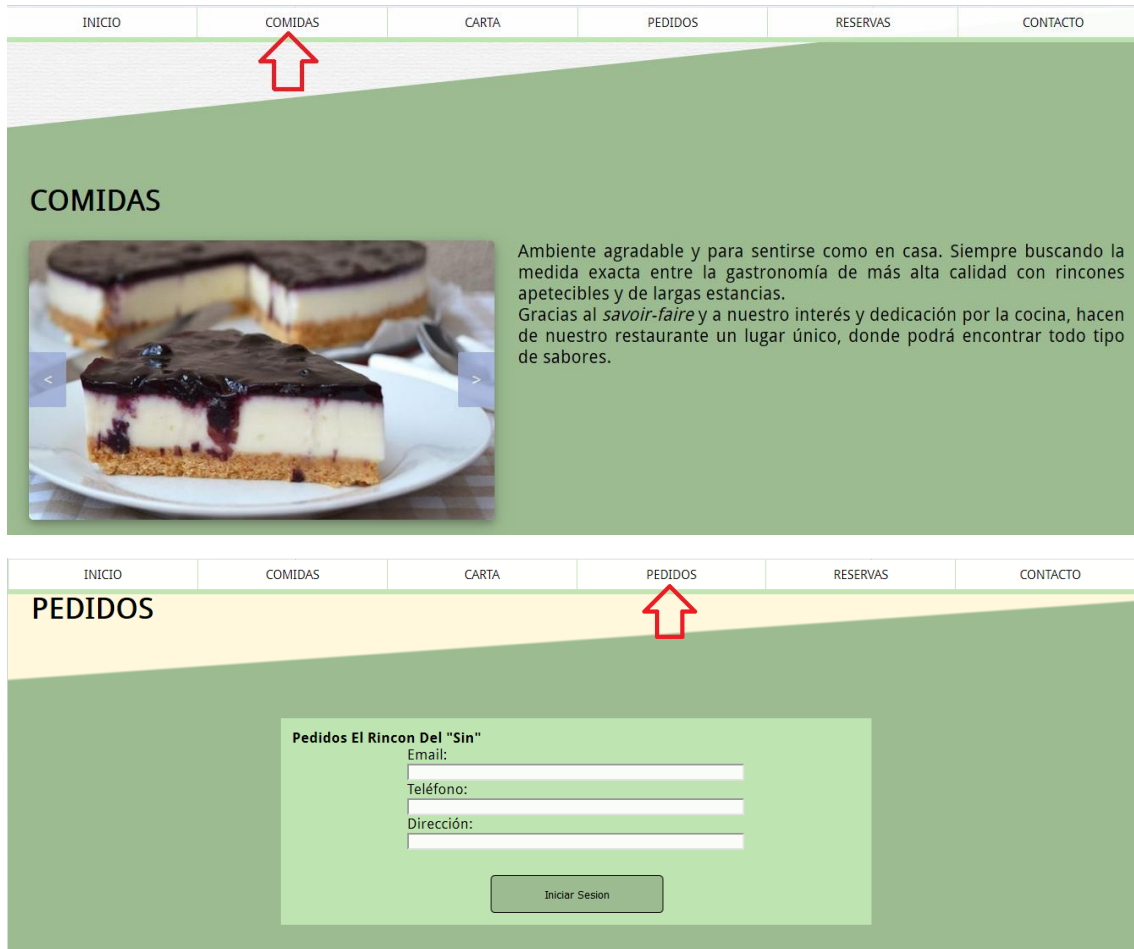 INICIO COMIDAS CARTA PEDIDOS RESERVAS CONTACTO
COMIDAS
Ambiente agradable y para sentirse como en casa. Siempre buscando la
medida exacta entre la gastronomía de más alta calidad con rincones
apetecibles y de largas estancias.
Gracias al savoir-faire y a nuestro interés y dedicación por la cocina, hacen
de nuestro restaurante un lugar único, donde podrá encontrar todo tipo
de sabores.
< >
INICIO COMIDAS CARTA PEDIDOS RESERVAS CONTACTO
PEDIDOS
Pedidos El Rincon Del "Sin"
Email:
Teléfono:
Dirección:
Iniciar Sesion